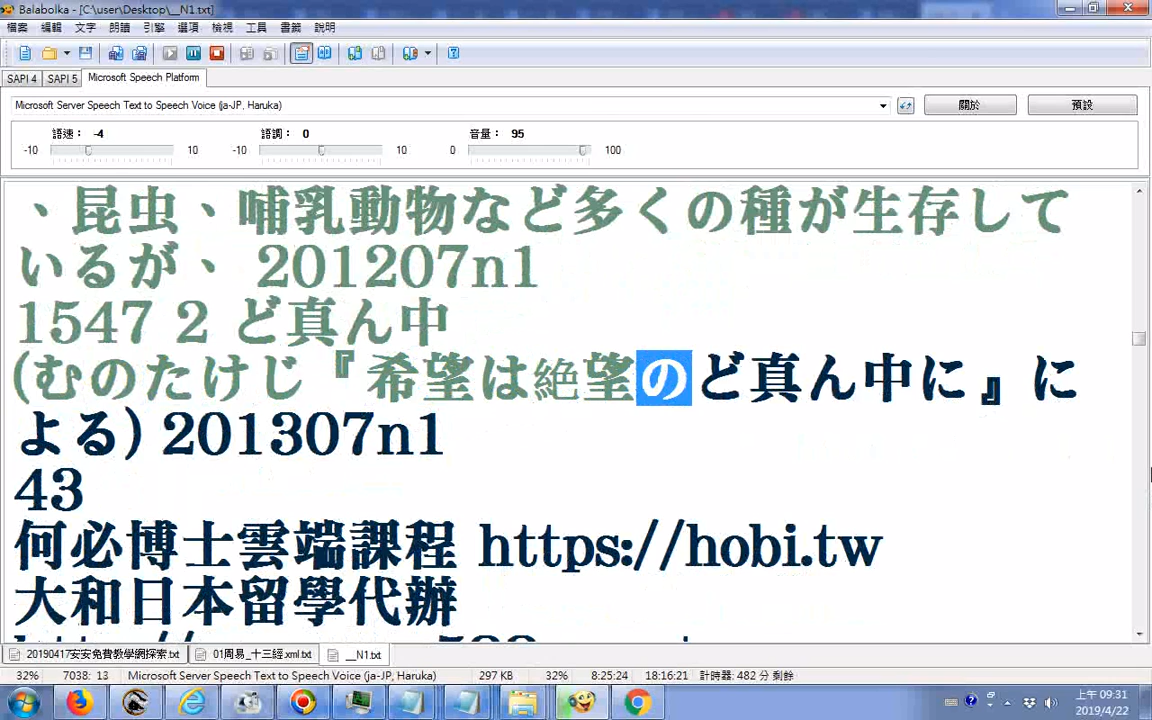 Balabolka - [C:\user\Desktop\__N1.txt]
檔案 編輯 文字 朗讀 引擎 選項 檢視 工具 書籤 說明
SAPI 4 SAPI 5 Microsoft Speech Platform
Microsoft Server Speech Text to Speech Voice (ja-JP, Haruka)
關於 預設
語速： -4 語調： 0 音量： 95
-10 10 -10 10 0 100
、昆虫、哺乳動物など多くの種が生存して
いるが、 201207n1
1547 2 ど真ん中
(むのたけじ『希望は絶望のど真ん中に』に
よる) 201307n1
43
何必博士雲端課程 https://hobi.tw
大和日本留學代辦
20190417安安免費教學網探索.txt 01周易_十三經.xml.txt __N1.txt
32% 7038: 13 Microsoft Server Speech Text to Speech Voice (ja-JP, Haruka) 297 KB 32% 8:25:24 18:16:21 計時器: 482 分 剩餘
上午 09:31
2019/4/22